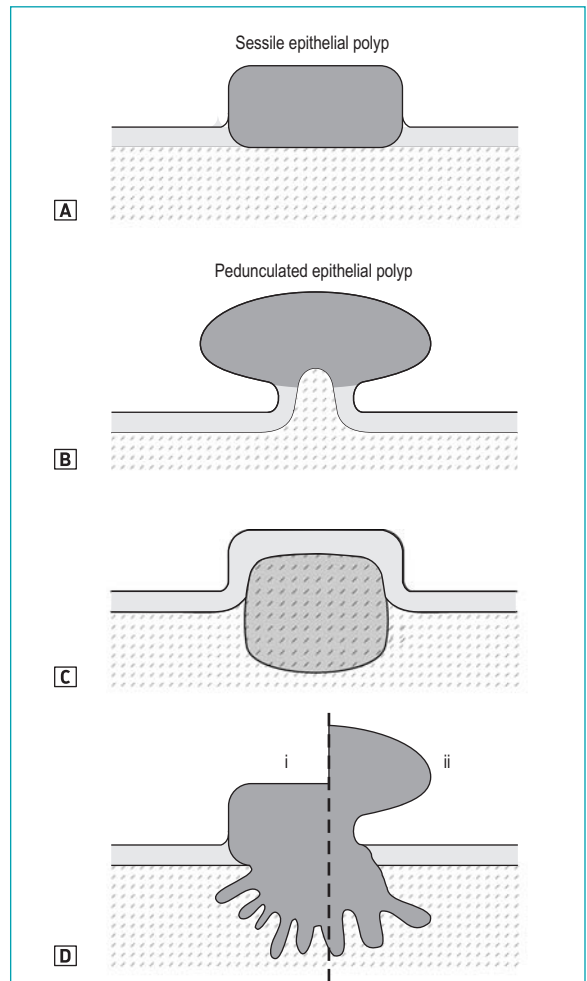 Sessile epithelial polyp
A
Pedunculated epithelial polyp
B
C
i ii
D